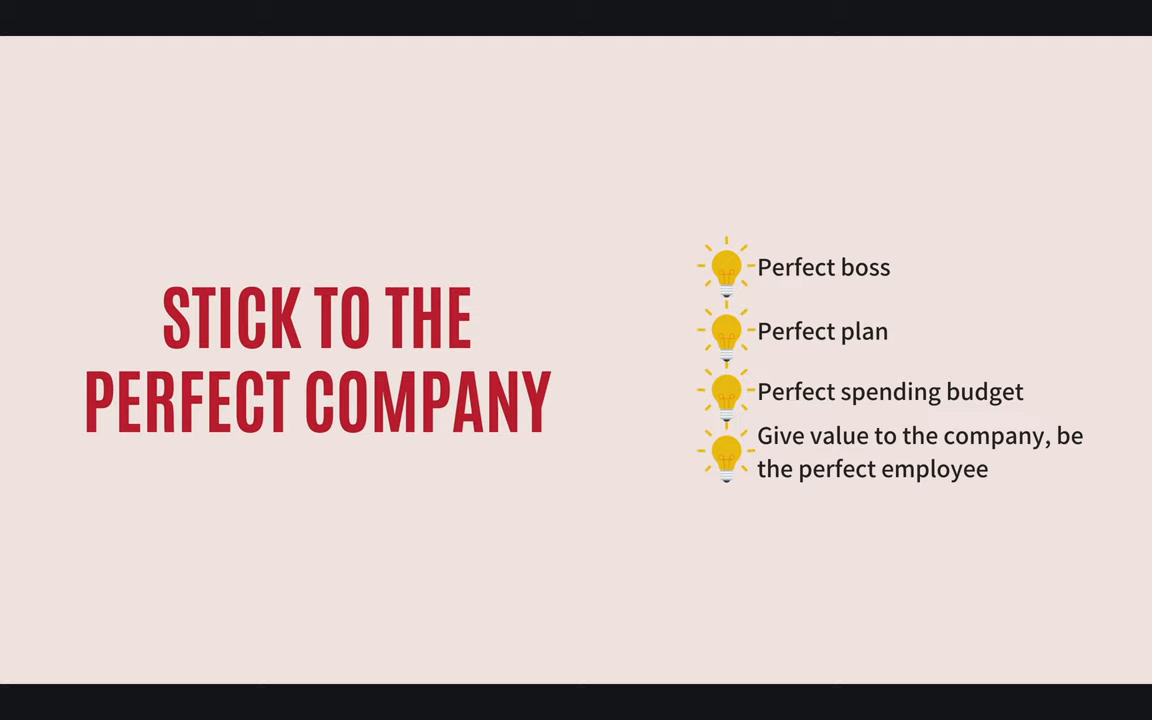 STICK TO THE
PERFECT COMPANY
Perfect boss
Perfect plan
Perfect spending budget
Give value to the company, be
the perfect employee